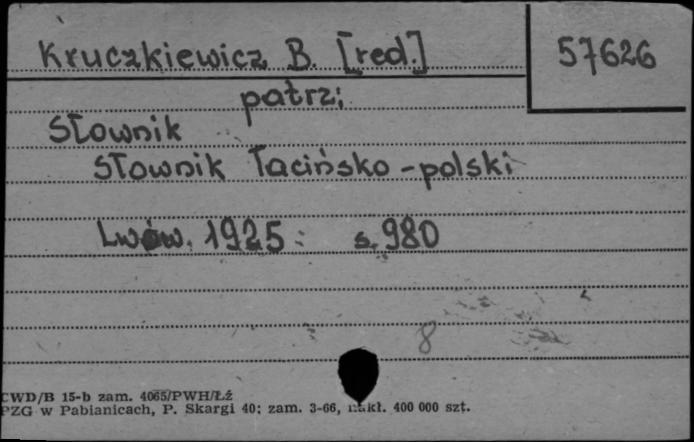 Kruczkiewicz B. [red.] 57626
patrz:
Słownik
Słownik łacińsko-polski
Lwów. 1925. s. 980
8
CWD/B 15-b zam. 4065/PWH/Łź
PZG w Pabianicach, P. Skargi 40; zam. 3-66, nakł. 400 000 szt.